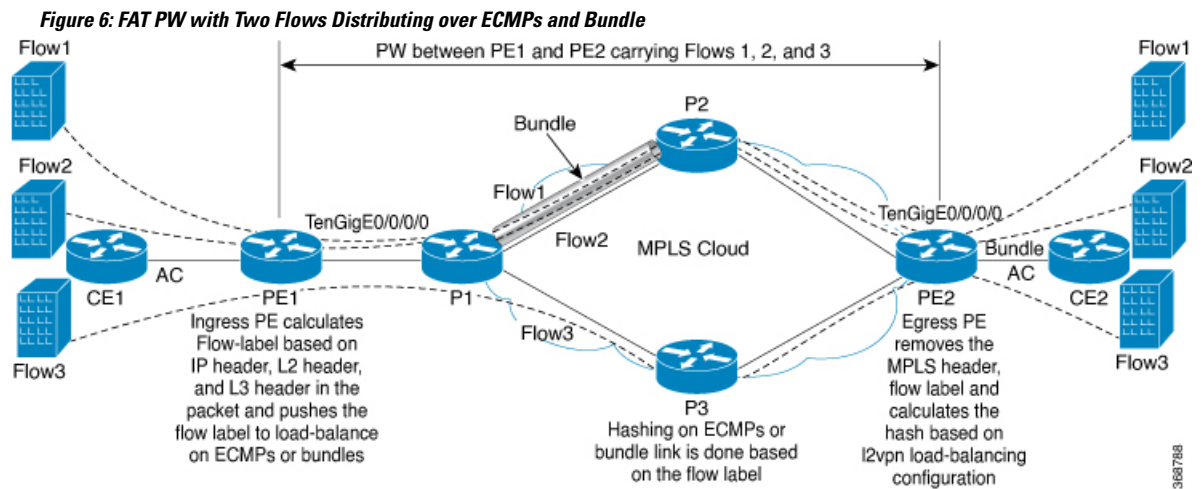 Figure 6: FAT PW with Two Flows Distributing over ECMPs and Bundle
Flow1
PW between PE1 and PE2 carrying Flows 1, 2, and 3
Flow1
P2
Bundle
Flow2
Flow1
Flow2
TenGigE0/0/0/0
Flow2
MPLS Cloud
TenGigE0/0/0/0
Bundle
AC
AC
CE1
PE1
P1
PE2
CE2
Flow3
Flow3
Flow3
Ingress PE calculates
Flow-label based on
IP header, L2 header,
and L3 header in the
packet and pushes the
flow label to load-balance
on ECMPs or bundles
P3
Hashing on ECMPs or
bundle link is done based
on the flow label
Egress PE
removes the
MPLS header,
flow label and
calculates the
hash based on
l2vpn load-balancing
configuration
368788